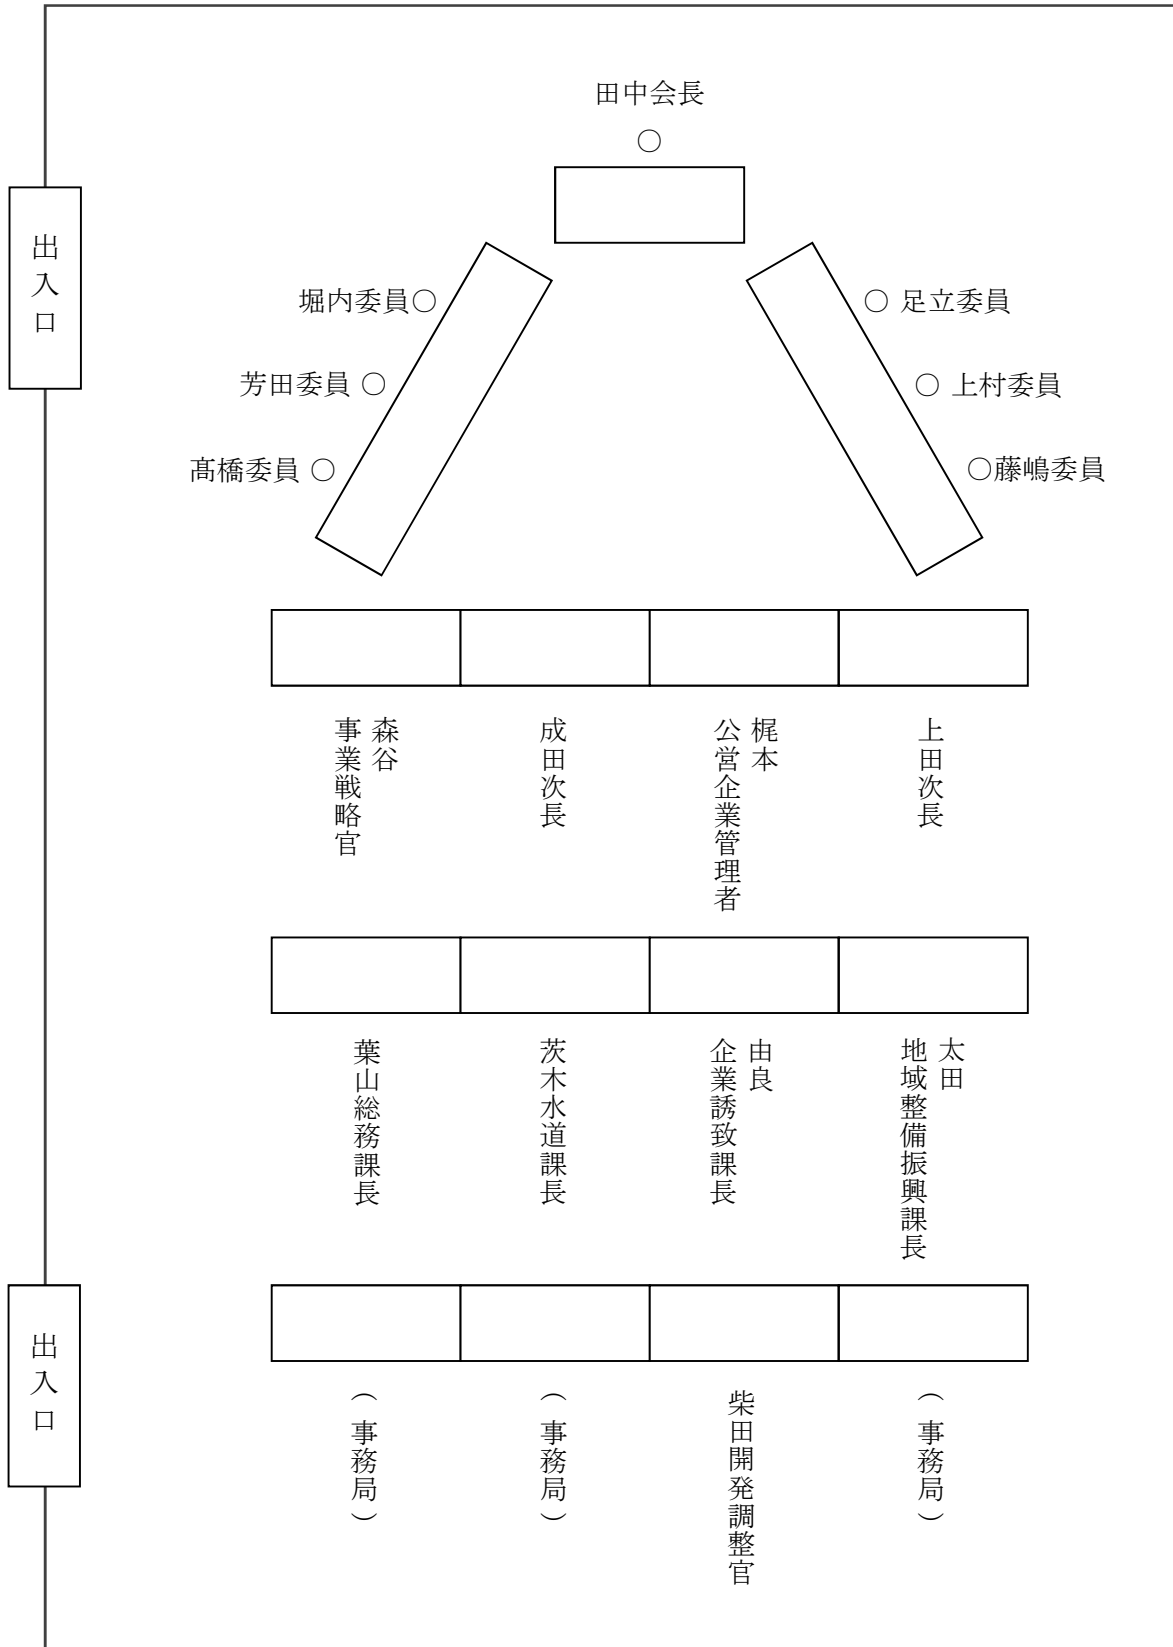 田中会長
○
出入口
堀内委員○
○ 足立委員
芳田委員 ○
○ 上村委員
髙橋委員 ○
○藤嶋委員
森谷
事業戦略官
成田次長
梶本
公営企業管理者
上田次長
葉山総務課長
茨木水道課長
由良
企業誘致課長
太田
地域整備振興課長
出入口
（事務局）
（事務局）
柴田開発調整官
（事務局）